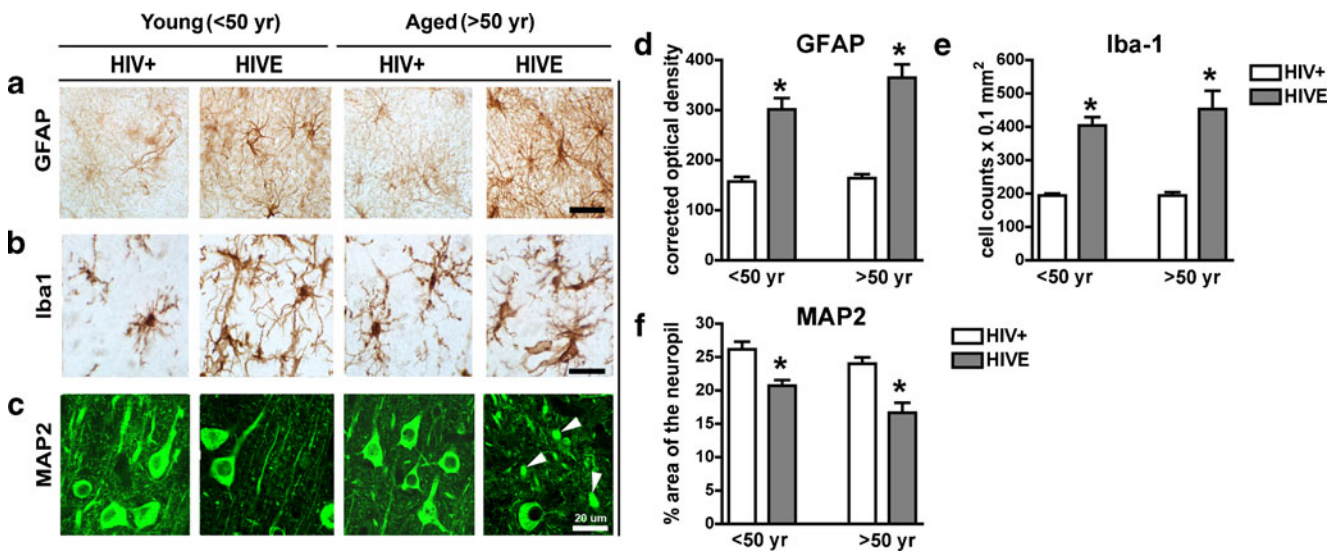 Young (<50 yr) Aged (>50 yr)
HIV+ HIVE HIV+ HIVE
a GFAP
b Iba1
c MAP2
20 um
d GFAP
corrected optical density
400
300
200
100
0
* *
<50 yr >50 yr
e Iba-1
cell counts x 0.1 mm²
600
500
400
300
200
100
0
* *
<50 yr >50 yr
HIV+
HIVE
f MAP2
% area of the neuropil
30
25
20
15
10
5
0
* *
<50 yr >50 yr
HIV+
HIVE